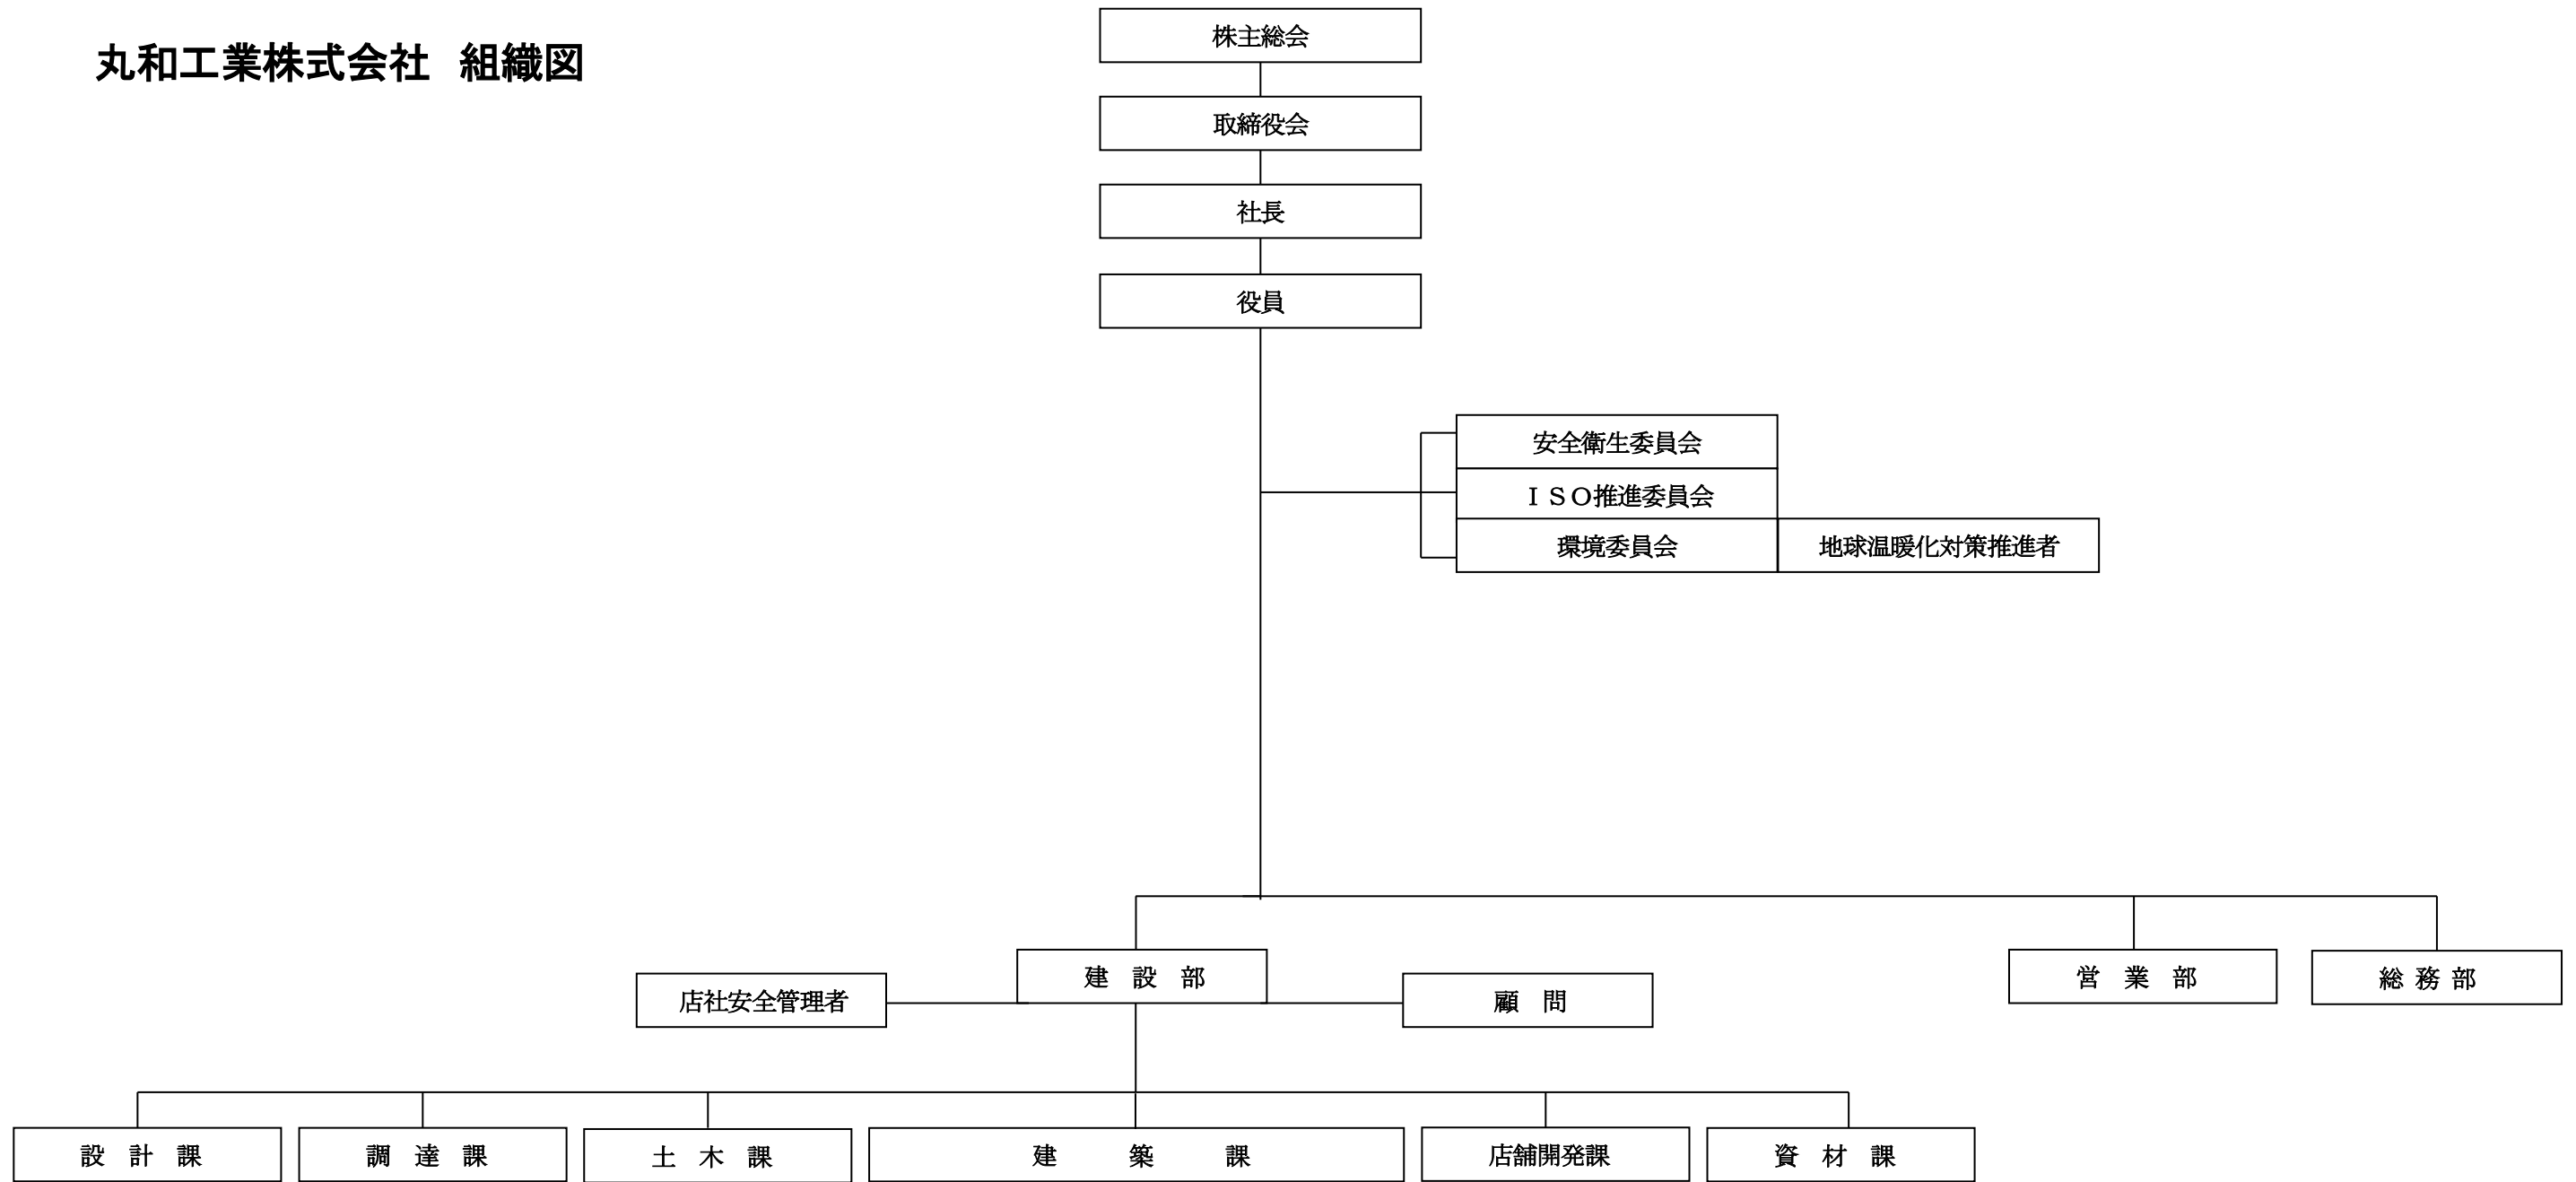 丸和工業株式会社　組織図
株主総会
取締役会
社長
役員
安全衛生委員会
ＩＳＯ推進委員会
環境委員会
地球温暖化対策推進者
建　設　部
営　業　部
総 務 部
店社安全管理者
顧　問
設　計　課
調　達　課
土　木　課
建　　　築　　　課
店舗開発課
資　材　課